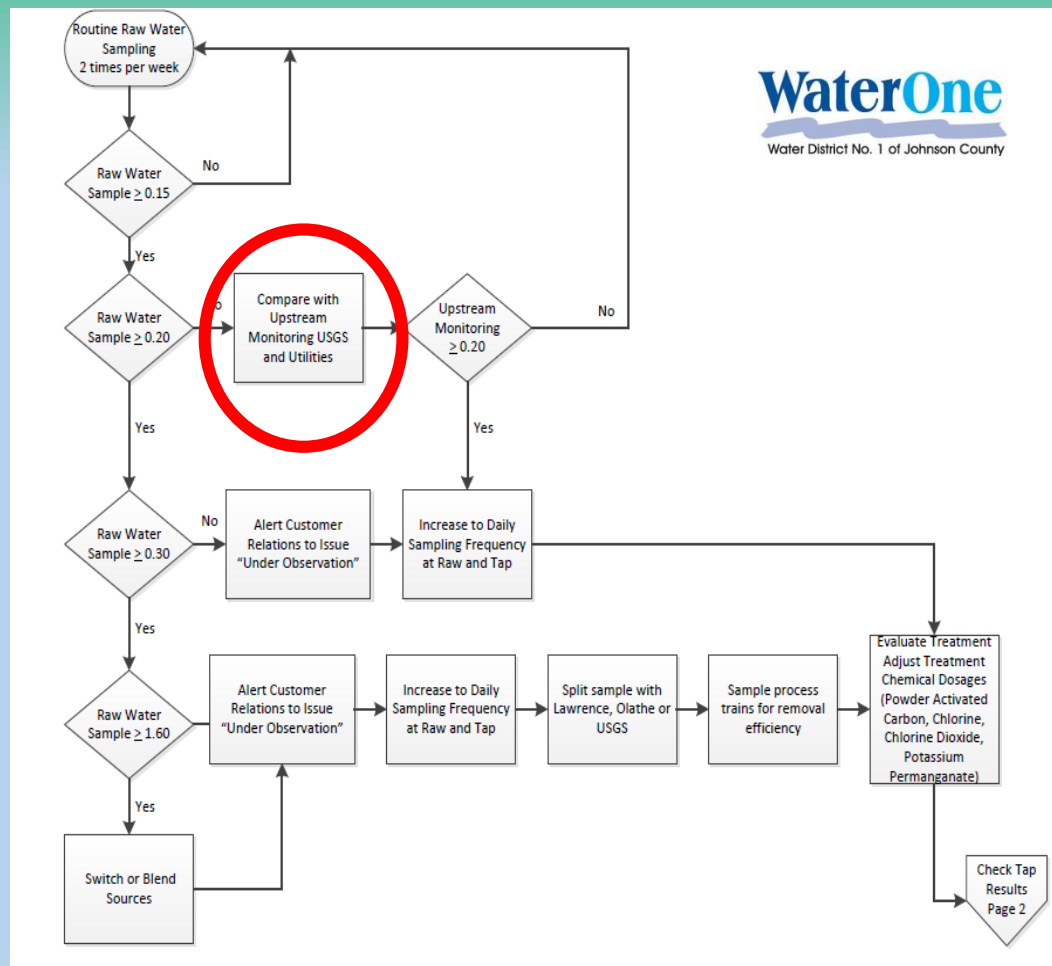 Routine Raw Water
Sampling
2 times per week
WaterOne
Water District No. 1 of Johnson County
Raw Water
Sample ≥ 0.15
No
Yes
Raw Water
Sample ≥ 0.20
Compare with
Upstream
Monitoring USGS
and Utilities
Upstream
Monitoring
≥ 0.20
No
Yes
Yes
Raw Water
Sample ≥ 0.30
No
Alert Customer
Relations to Issue
“Under Observation”
Increase to Daily
Sampling Frequency
at Raw and Tap
Yes
Raw Water
Sample ≥ 1.60
Alert Customer
Relations to Issue
“Under Observation”
Increase to Daily
Sampling Frequency
at Raw and Tap
Split sample with
Lawrence, Olathe or
USGS
Sample process
trains for removal
efficiency
Evaluate Treatment
Adjust Treatment
Chemical Dosages
(Powder Activated
Carbon, Chlorine,
Chlorine Dioxide,
Potassium
Permanganate)
Yes
Switch or Blend
Sources
Check Tap
Results
Page 2